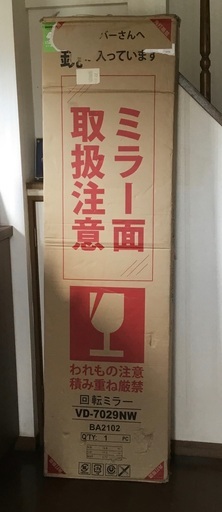 バーさんへ
入っています
ミラー面
取扱注意
われもの注意
積み重ね厳禁
回転ミラー
VD-7029NW
BA2102
Q'TY 1 PC